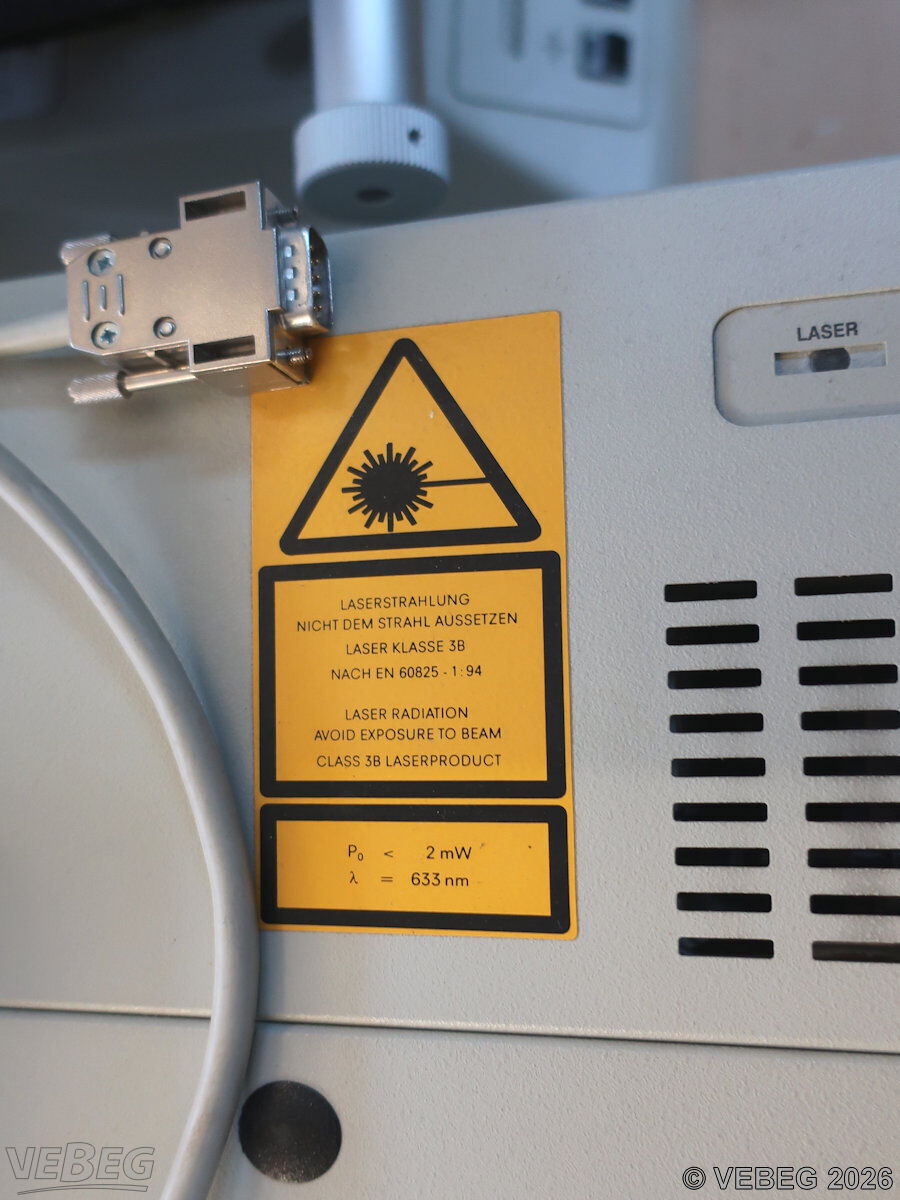 LASER
LASERSTRAHLUNG
NICHT DEM STRAHL AUSSETZEN
LASER KLASSE 3B
NACH EN 60825 - 1 : 94
LASER RADIATION
AVOID EXPOSURE TO BEAM
CLASS 3B LASERPRODUCT
P₀ < 2 mW
λ = 633 nm
VEBEG
© VEBEG 2026